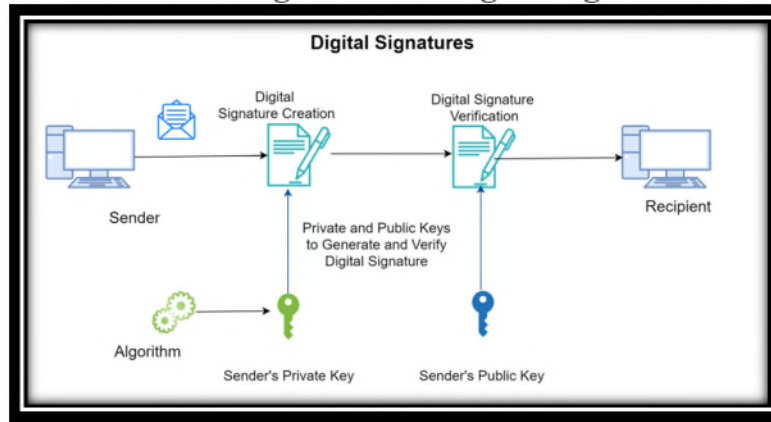 Digital Signatures
Digital
Signature Creation
Digital Signature
Verification
Sender
Recipient
Private and Public Keys
to Generate and Verify
Digital Signature
Algorithm
Sender's Private Key
Sender's Public Key